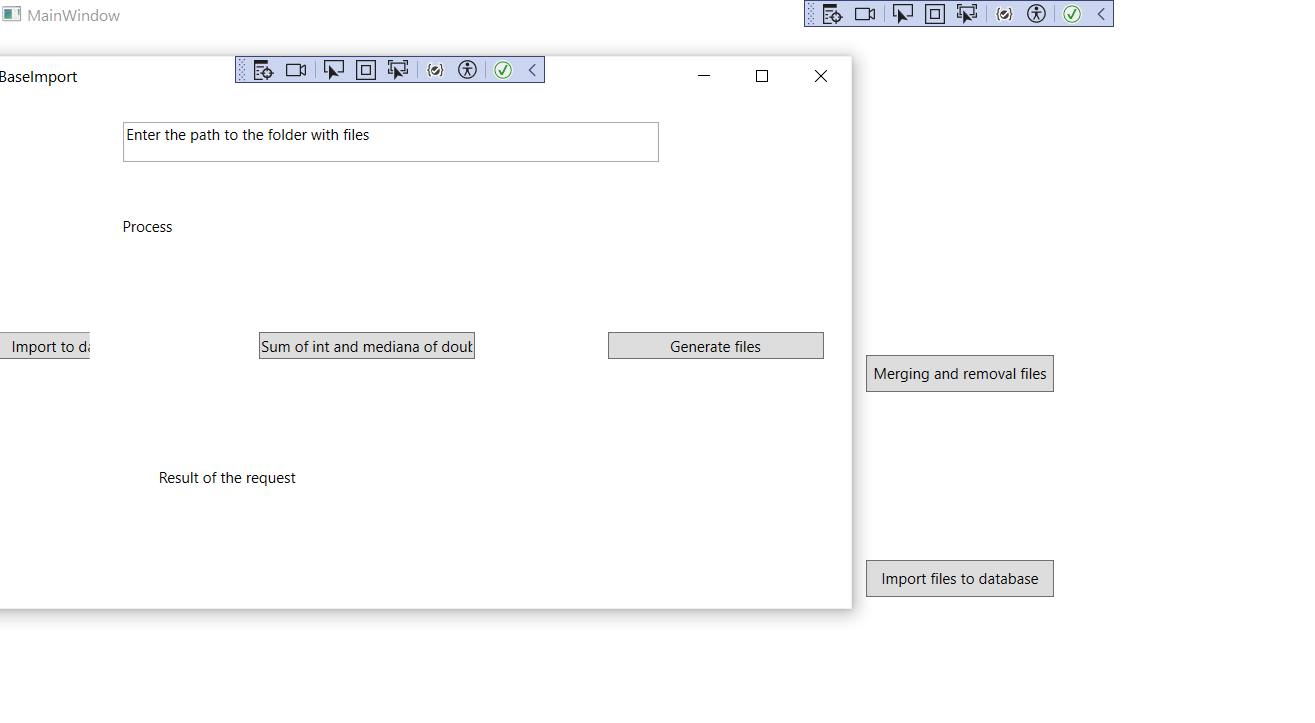 MainWindow
BaseImport
Enter the path to the folder with files
Process
Import to
Sum of int and mediana of doub
Generate files
Merging and removal files
Result of the request
Import files to database